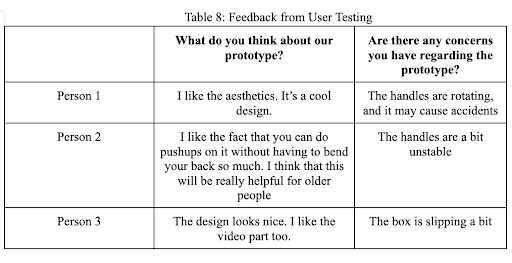 Table 8: Feedback from User Testing
What do you think about our
prototype?
Are there any concerns
you have regarding the
prototype?
Person 1
I like the aesthetics. It's a cool
design.
The handles are rotating,
and it may cause accidents
Person 2
I like the fact that you can do
pushups on it without having to bend
your back so much. I think that this
will be really helpful for older
people
The handles are a bit
unstable
Person 3
The design looks nice. I like the
video part too.
The box is slipping a bit